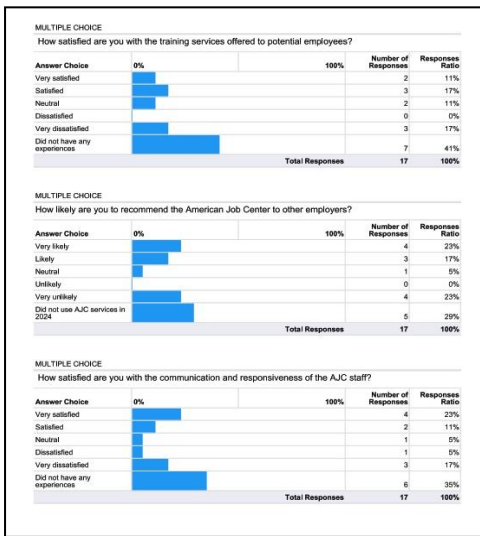 MULTIPLE CHOICE
How satisfied are you with the training services offered to potential employees?
Answer Choice 0% 100% Number of Responses Responses Ratio
Very satisfied 2 11%
Satisfied 3 17%
Neutral 2 11%
Dissatisfied 0 0%
Very dissatisfied 3 17%
Did not have any
experiences 7 41%
Total Responses 17 100%
MULTIPLE CHOICE
How likely are you to recommend the American Job Center to other employers?
Answer Choice 0% 100% Number of Responses Responses Ratio
Very likely 4 23%
Likely 3 17%
Neutral 1 5%
Unlikely 0 0%
Very unlikely 4 23%
Did not use AJC services in
2024 5 29%
Total Responses 17 100%
MULTIPLE CHOICE
How satisfied are you with the communication and responsiveness of the AJC staff?
Answer Choice 0% 100% Number of Responses Responses Ratio
Very satisfied 4 23%
Satisfied 2 11%
Neutral 1 5%
Dissatisfied 1 5%
Very dissatisfied 3 17%
Did not have any
experiences 6 35%
Total Responses 17 100%